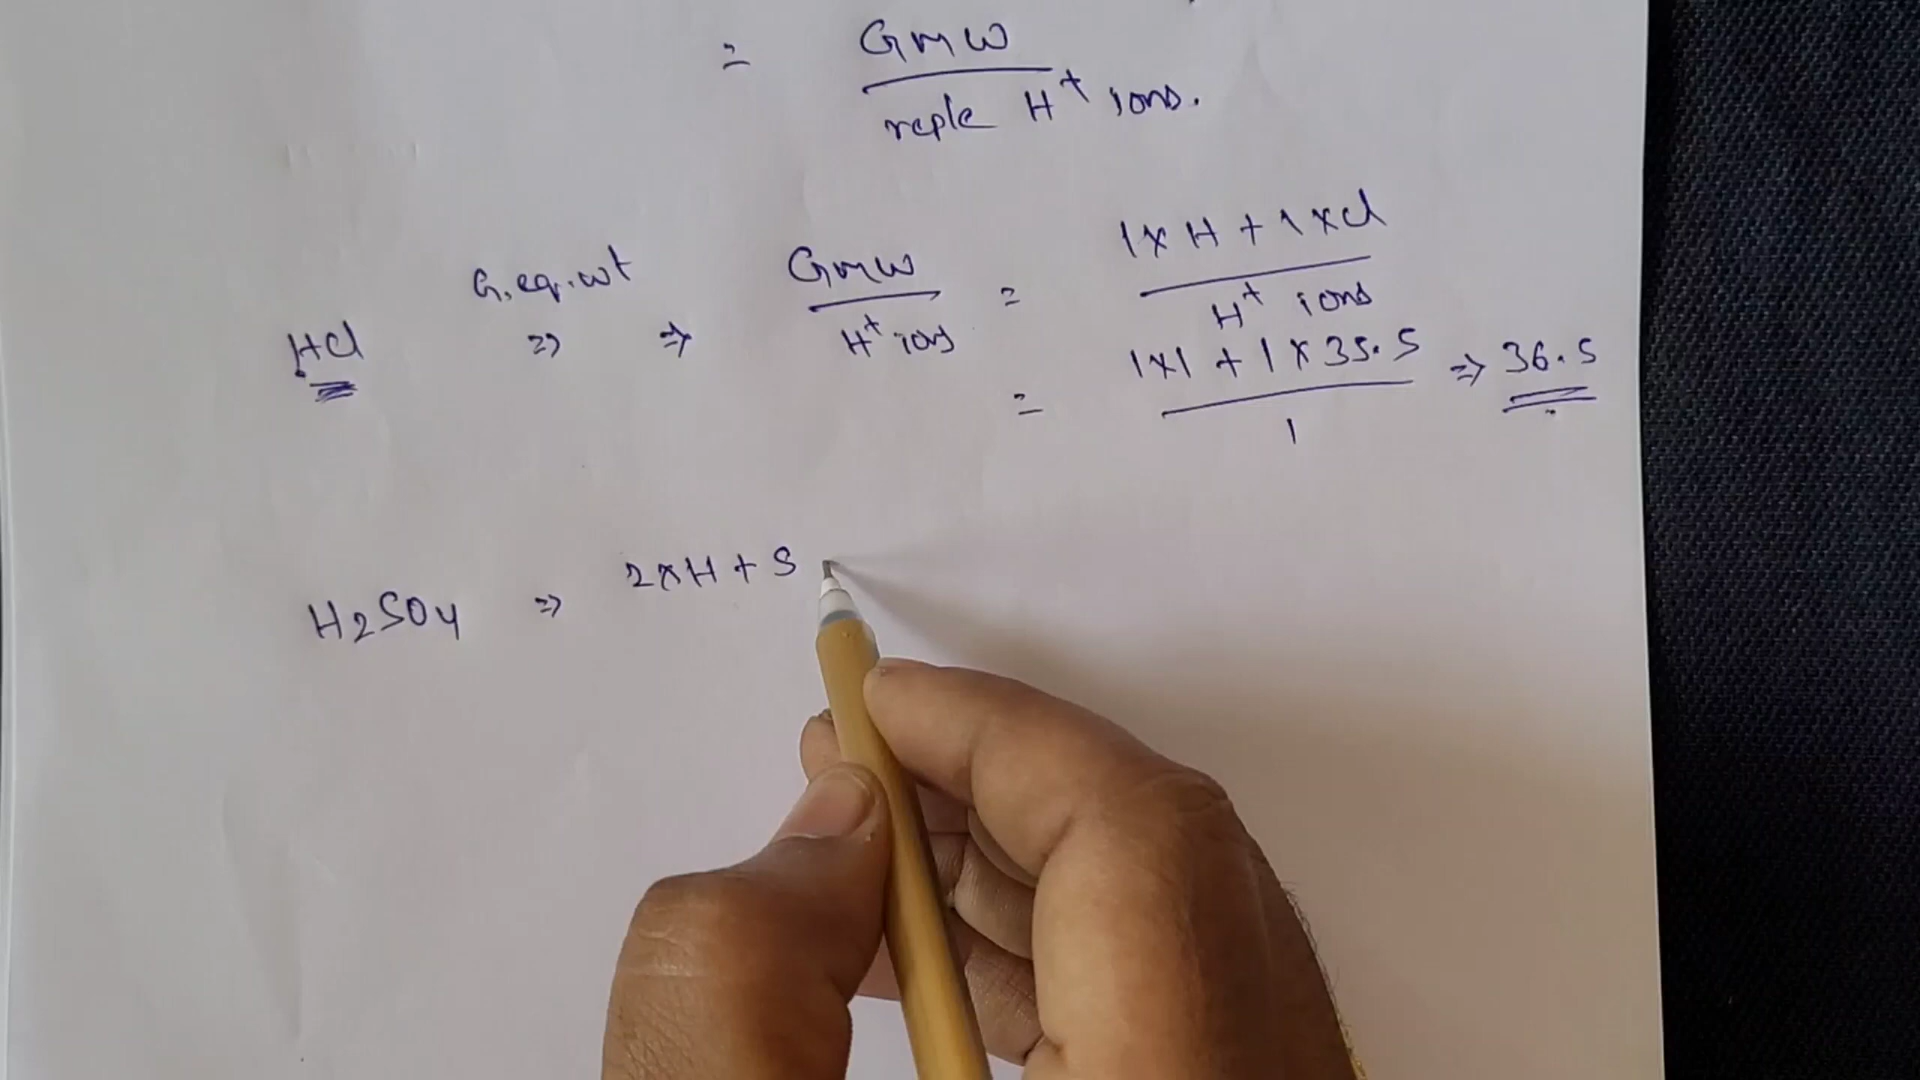 = GMW
reple H+ ions.
G.eq.wt GMW = 1×H + 1×Cl
HCl ⇒ ⇒ H+ ions H+ ions
= 1×1 + 1×35.5 ⇒ 36.5
1
H2SO4 ⇒ 2×H + S